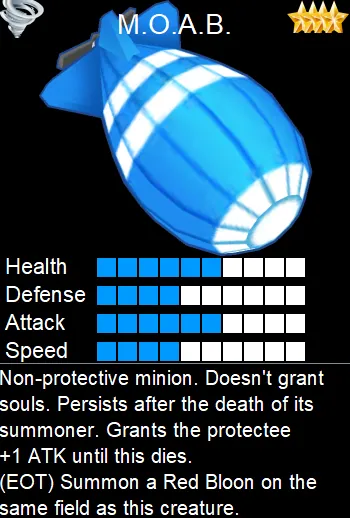 M.O.A.B.
Health
Defense
Attack
Speed
Non-protective minion. Doesn't grant
souls. Persists after the death of its
summoner. Grants the protectee
+1 ATK until this dies.
(EOT) Summon a Red Bloon on the
same field as this creature.